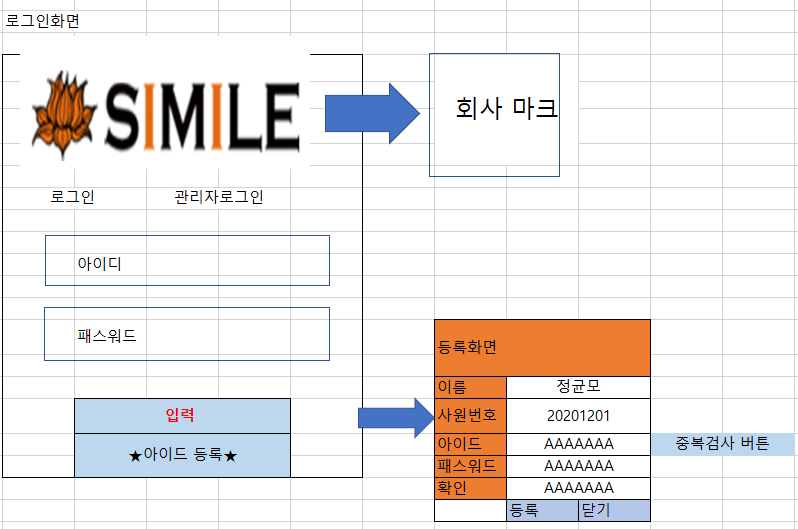 로그인화면
SIMILE
회사 마크
로그인 관리자로그인
아이디
패스워드
입력
★아이드 등록★
등록화면
이름 정균모
사원번호 20201201
아이드 AAAAAAA 중복검사 버튼
패스워드 AAAAAAA
확인 AAAAAAA
등록 닫기